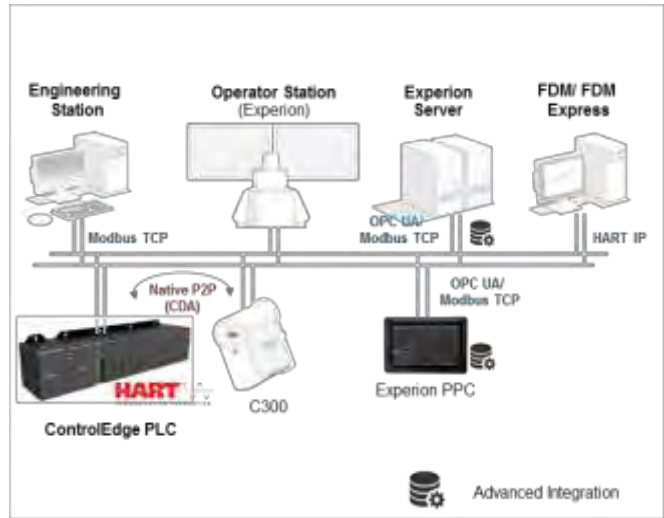 Engineering
Station
Operator Station
(Experion)
Experion
Server
FDM/ FDM
Express
Modbus TCP
OPC UA/
Modbus TCP
HART IP
Native P2P
(CDA)
OPC UA/
Modbus TCP
HART
C300
Experion PPC
ControlEdge PLC
Advanced Integration